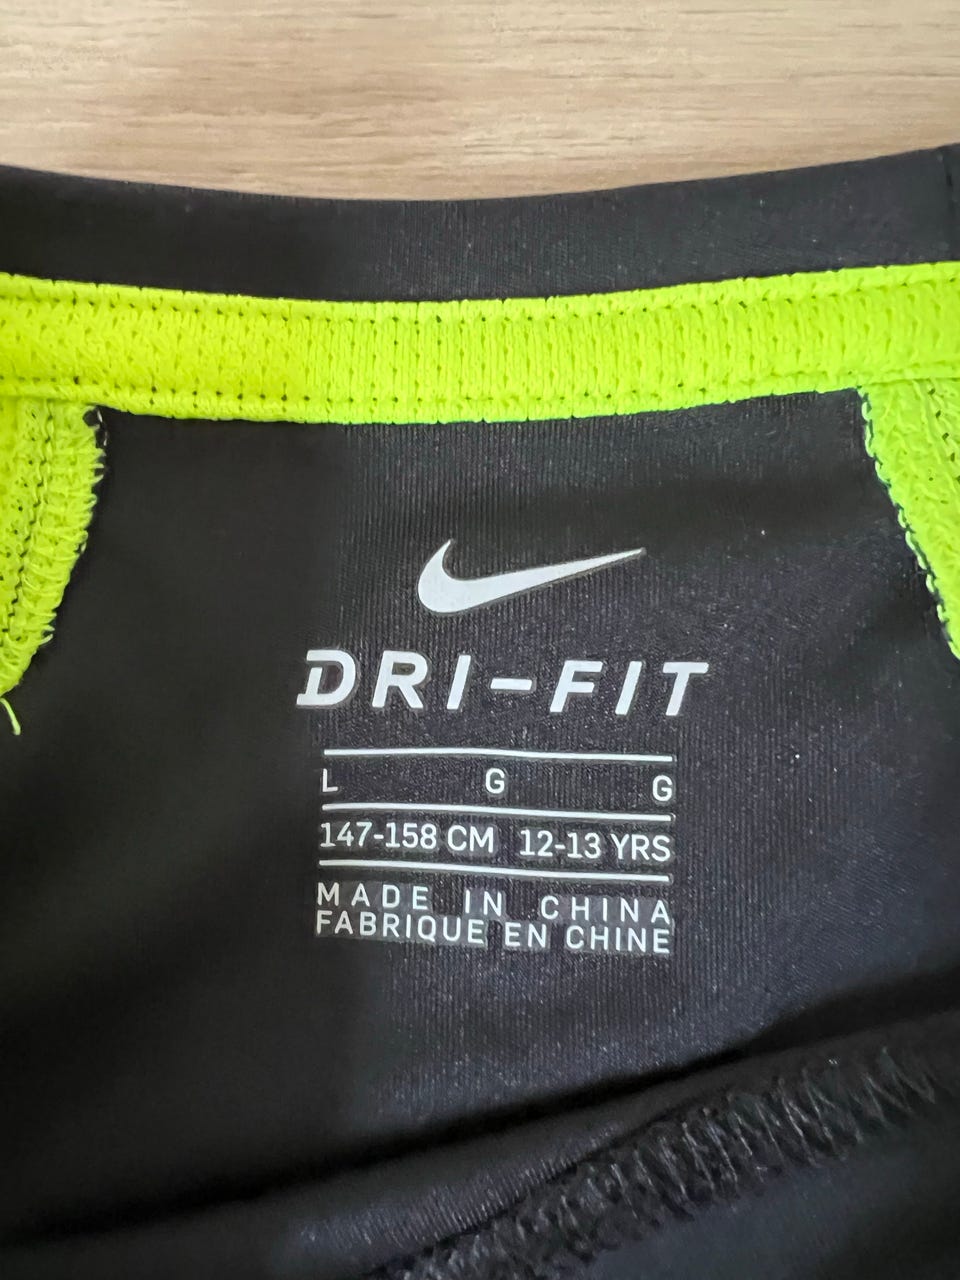 DRI-FIT
L G G
147-158 CM 12-13 YRS
MADE IN CHINA
FABRIQUE EN CHINE